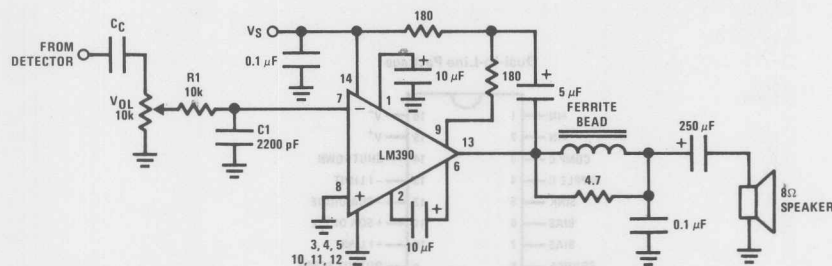 FROM
DETECTOR
CC
VOL
10k
R1
10k
C1
2200 pF
VS
0.1 μF
14
7
−
8
+
3, 4, 5
10, 11, 12
1
+
10 μF
180
180
9
LM390
13
6
2
+
10 μF
+
5 μF
FERRITE
BEAD
4.7
0.1 μF
+
250 μF
8Ω
SPEAKER